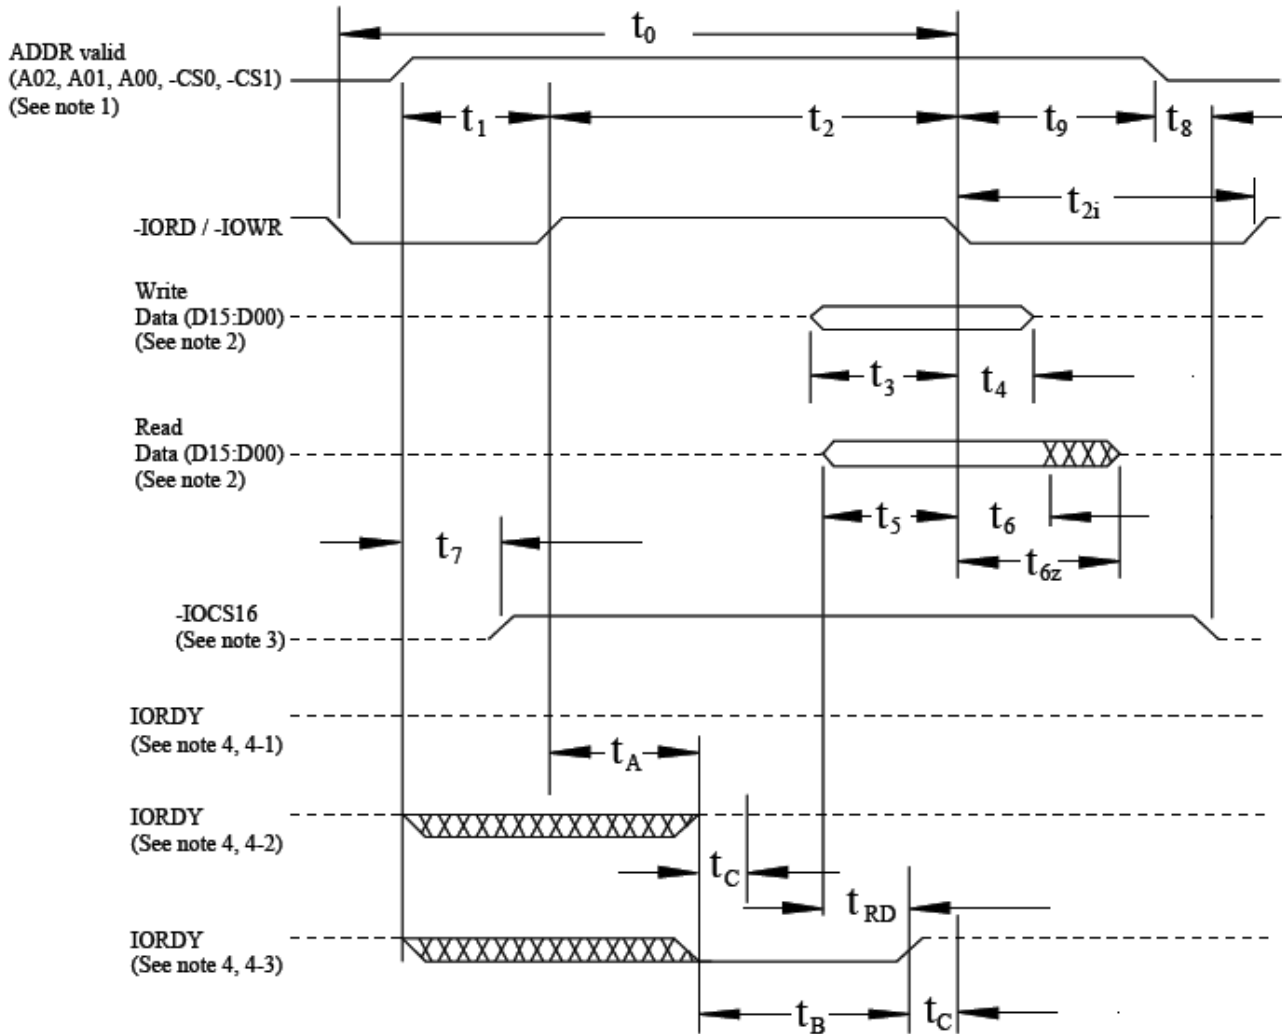 t0
ADDR valid
(A02, A01, A00, -CS0, -CS1)
(See note 1)
t1
t2
t9
t8
t2i
-IORD / -IOWR
Write
Data (D15:D00)
(See note 2)
t3
t4
Read
Data (D15:D00)
(See note 2)
t5
t6
t7
t6z
-IOCS16
(See note 3)
IORDY
(See note 4, 4-1)
tA
IORDY
(See note 4, 4-2)
tC
tRD
IORDY
(See note 4, 4-3)
tB
tC